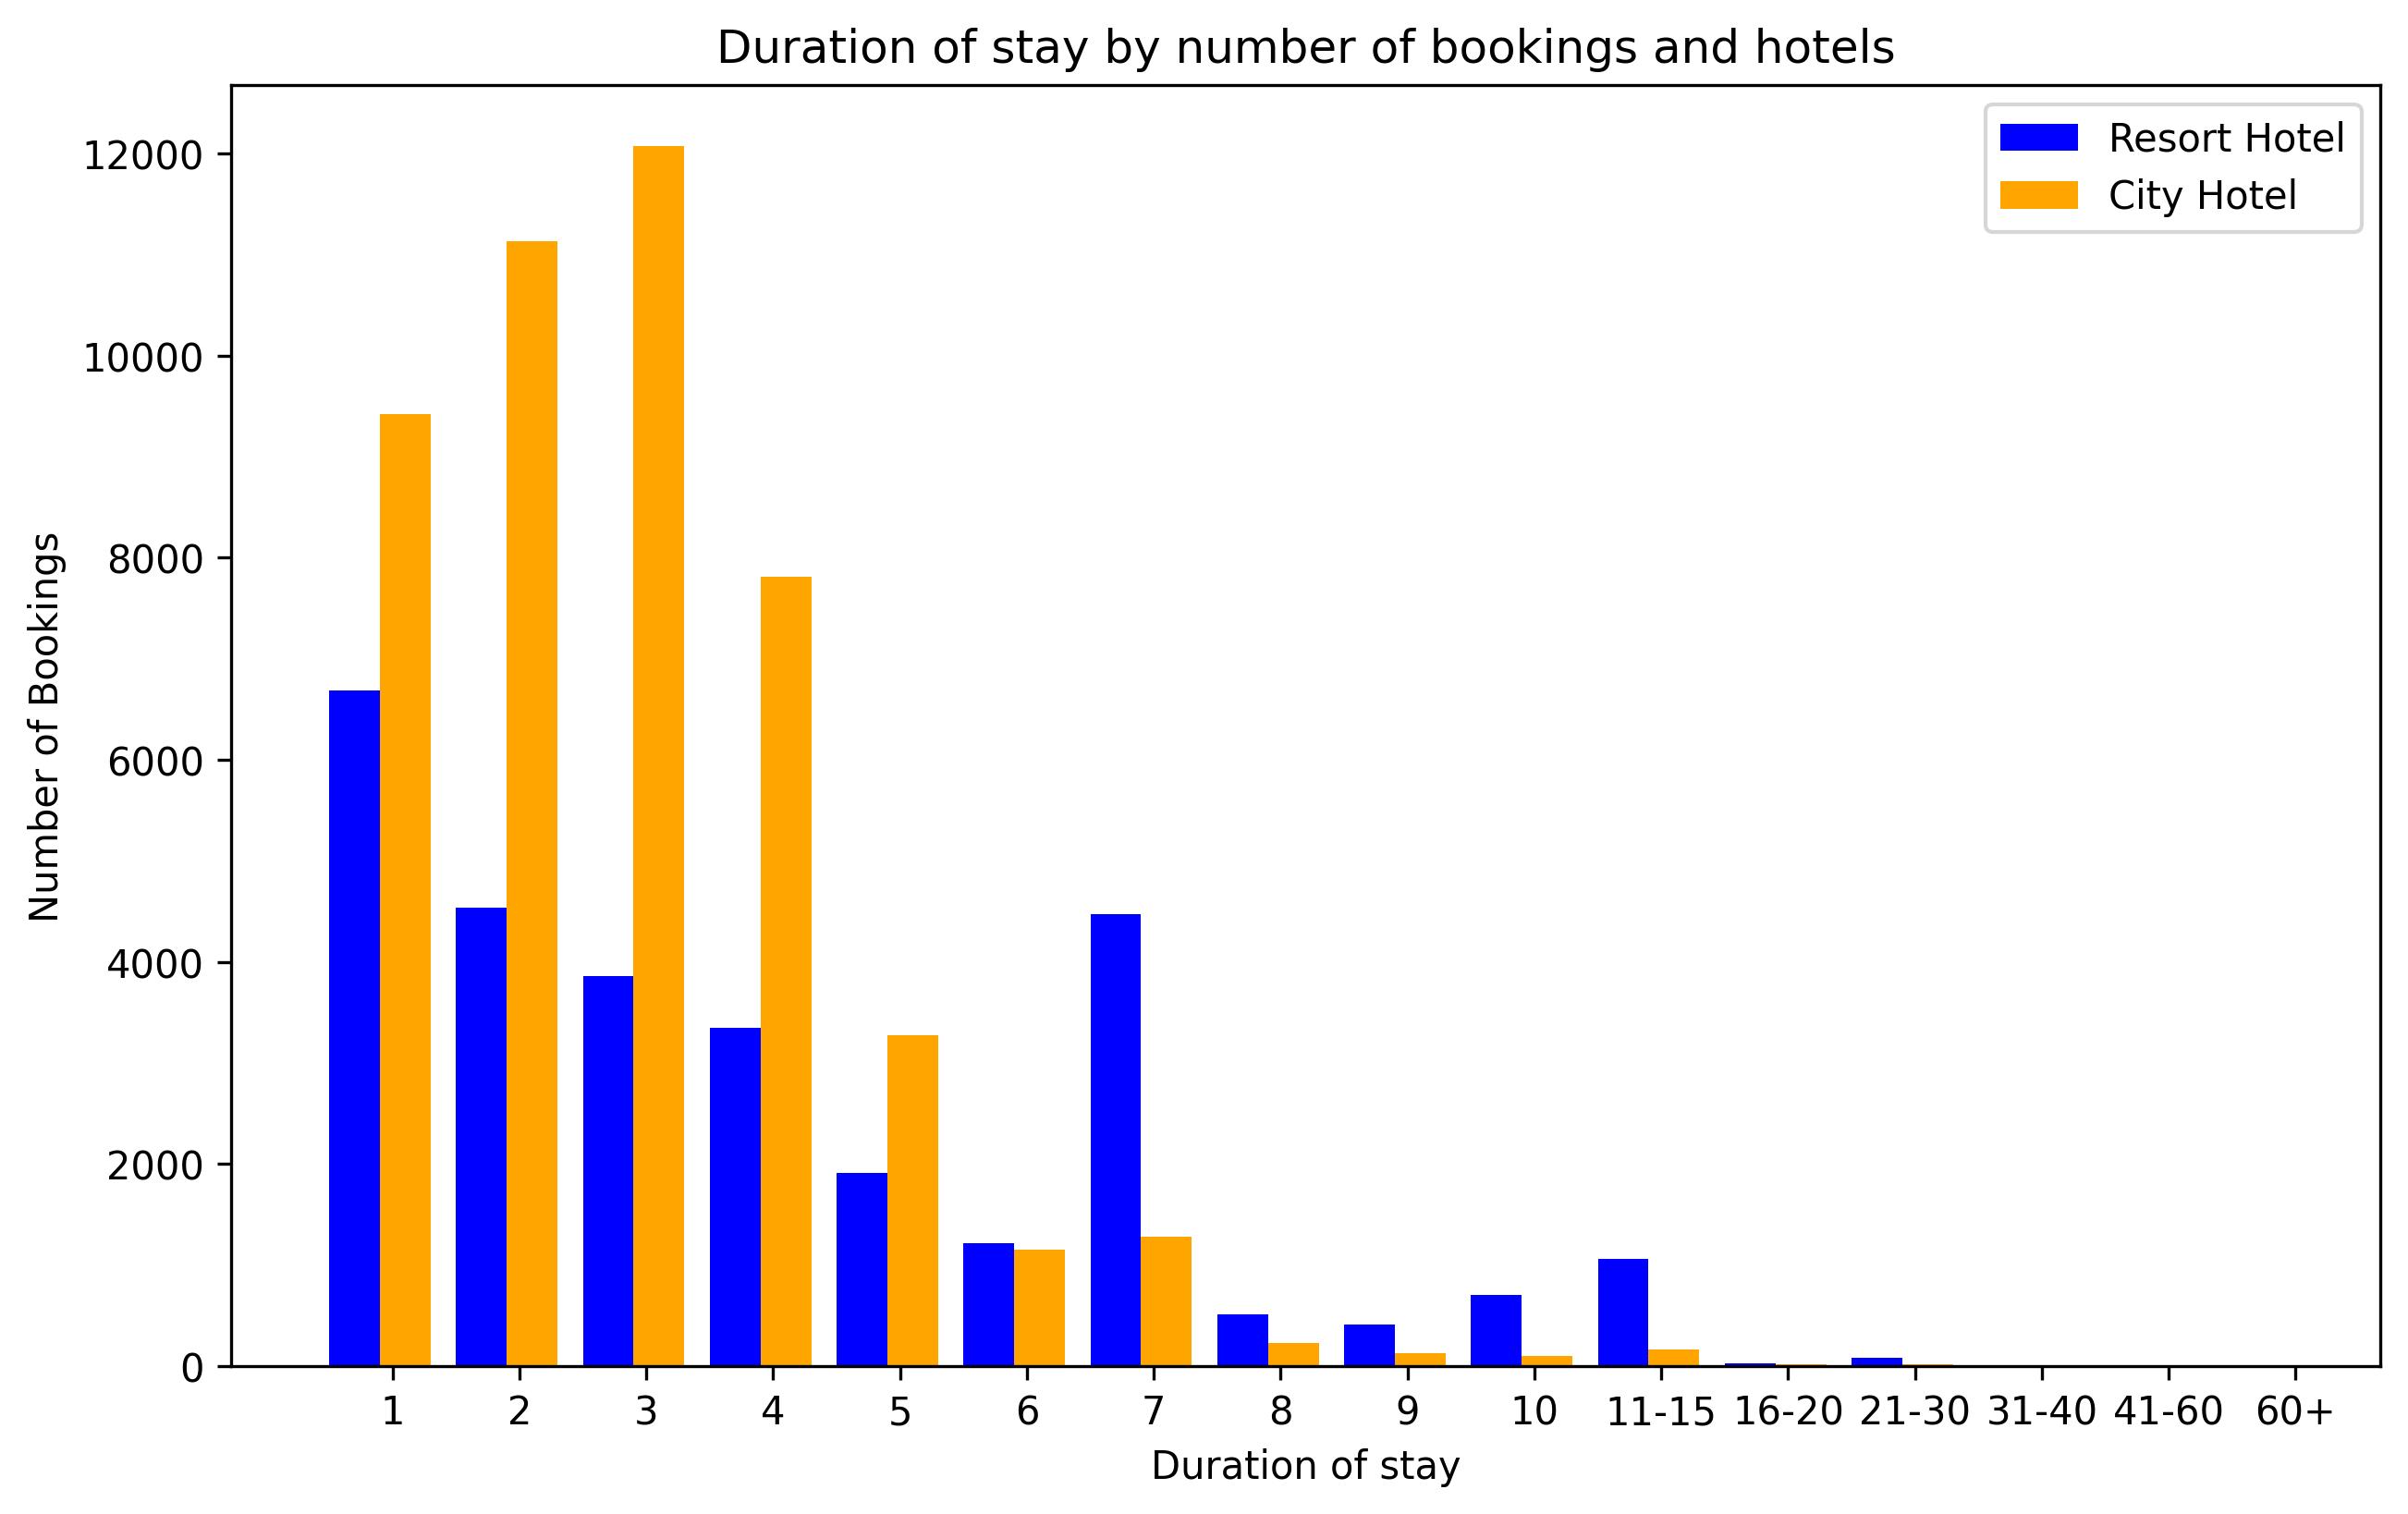 Duration of stay by number of bookings and hotels
Resort Hotel
City Hotel
Number of Bookings
12000
10000
8000
6000
4000
2000
0
1 2 3 4 5 6 7 8 9 10 11-15 16-20 21-30 31-40 41-60 60+
Duration of stay